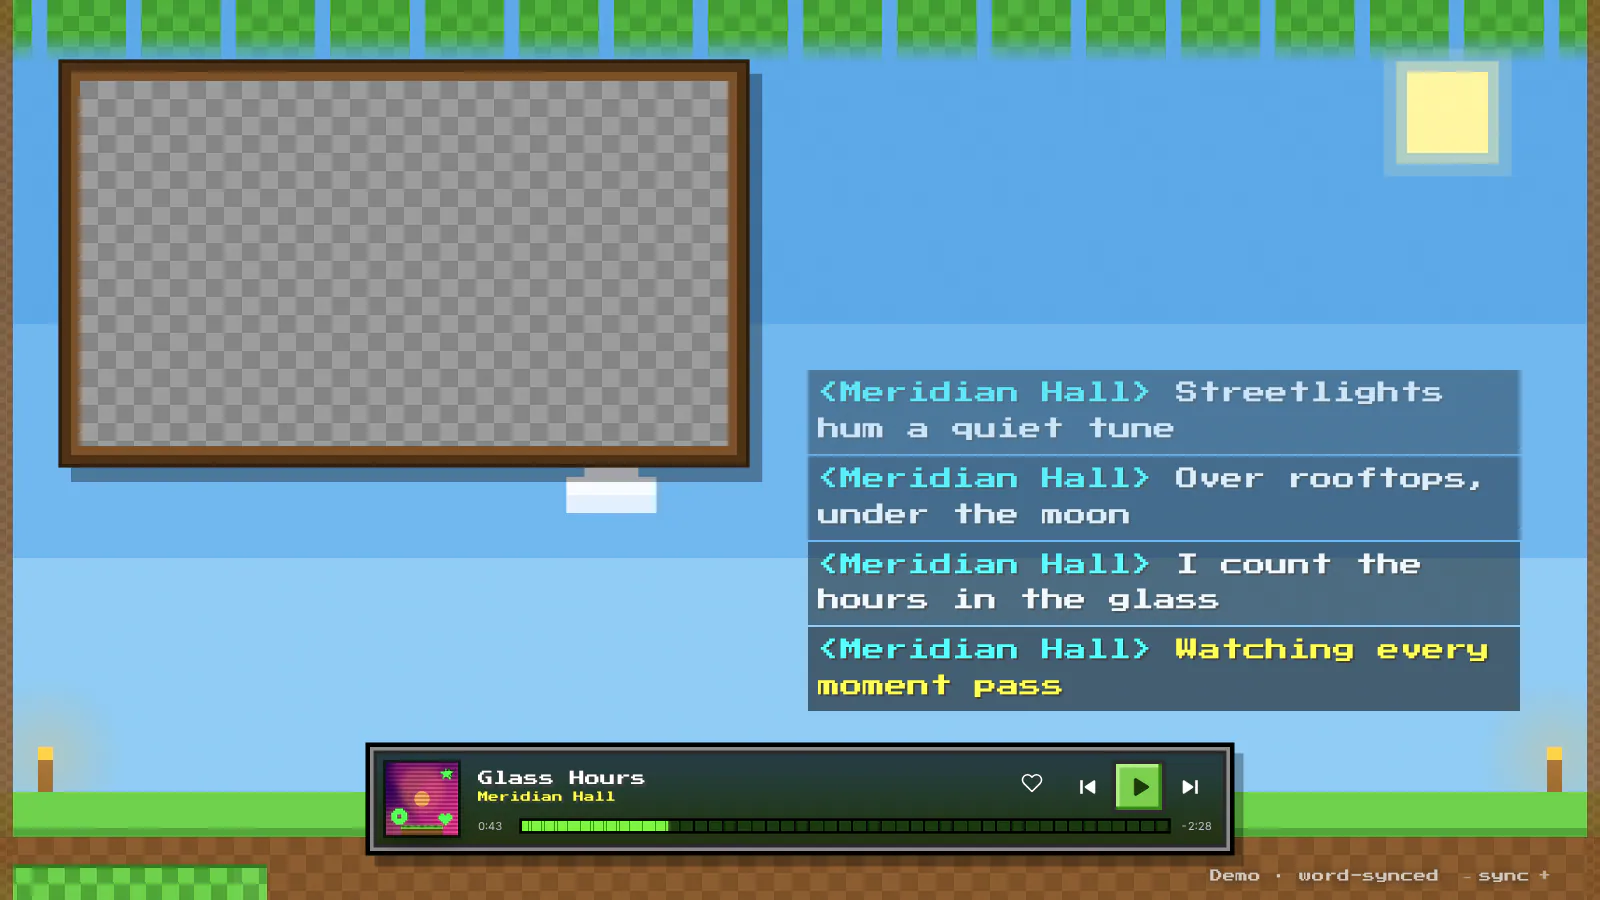 <Meridian Hall> Streetlights
hum a quiet tune
<Meridian Hall> Over rooftops,
under the moon
<Meridian Hall> I count the
hours in the glass
<Meridian Hall> Watching every
moment pass
Glass Hours
Meridian Hall
0:43
-2:28
Demo · word-synced - sync +